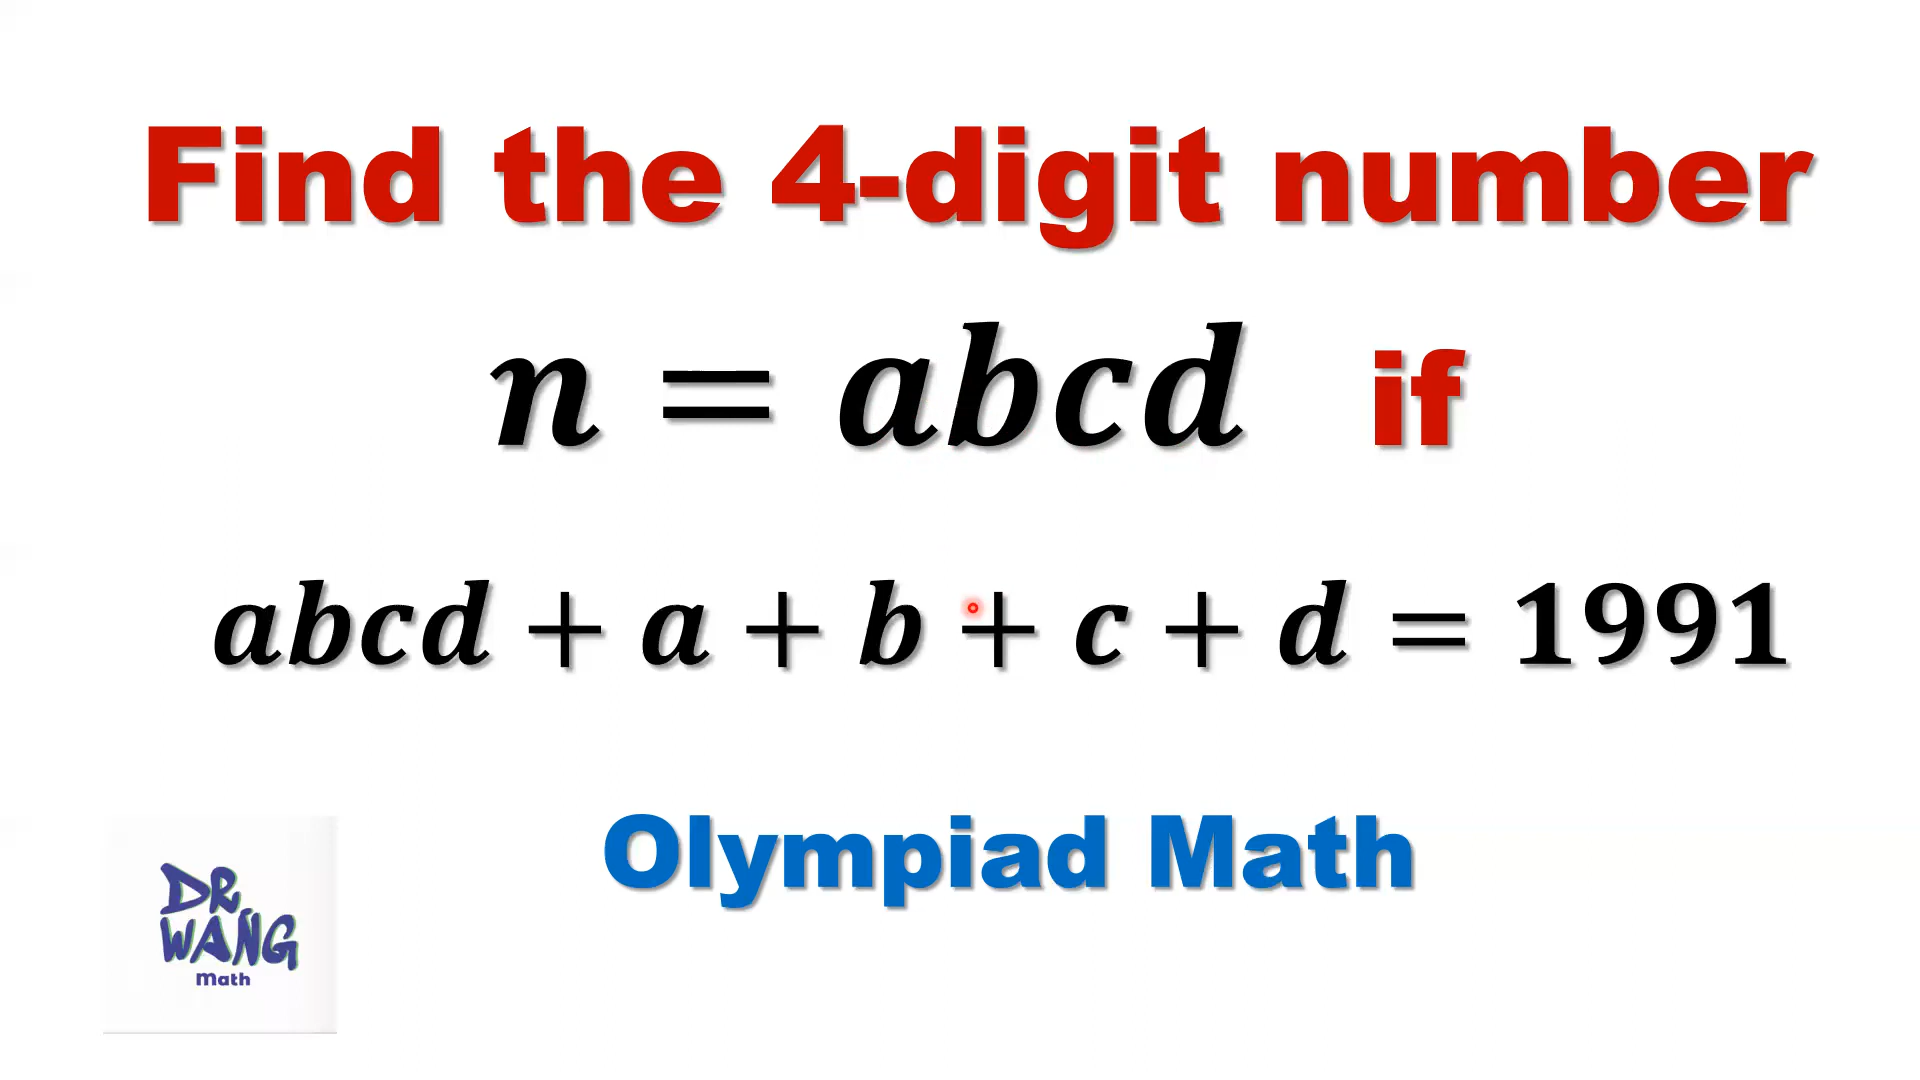 Find the 4-digit number
n = abcd if
abcd + a + b + c + d = 1991
Olympiad Math
DR
WANG
Math